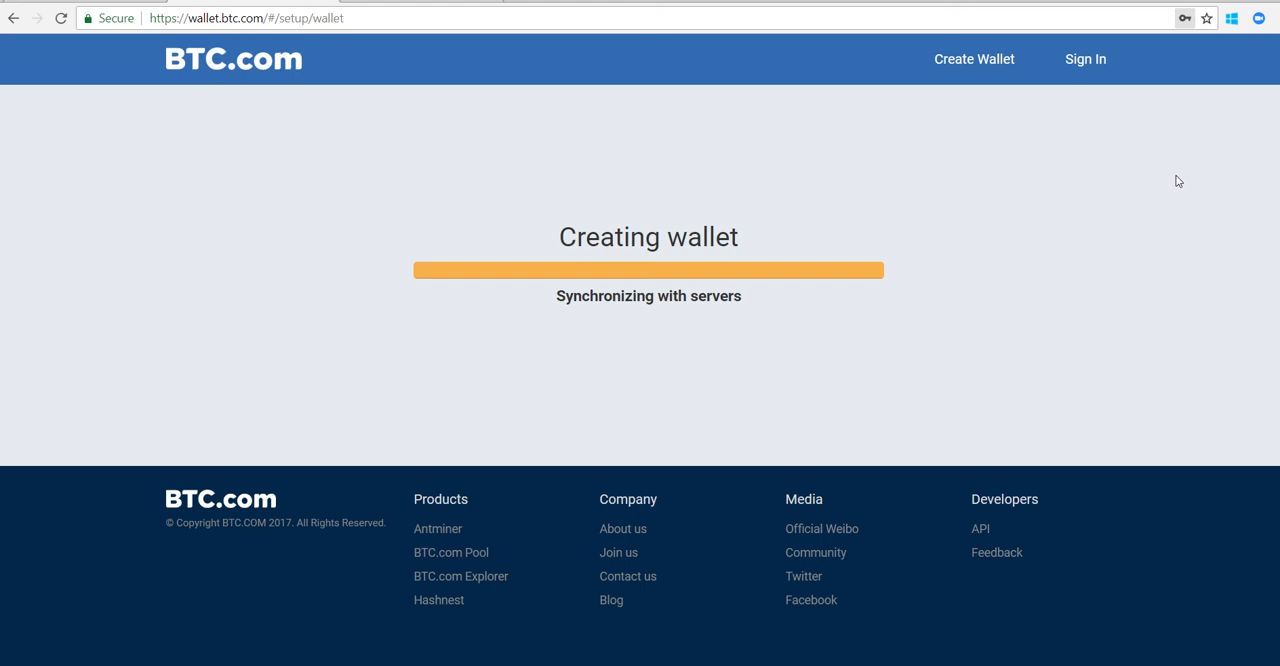 Secure https://wallet.btc.com/#/setup/wallet
BTC.com Create Wallet Sign In
Creating wallet
Synchronizing with servers
BTC.com
© Copyright BTC.COM 2017. All Rights Reserved.
Products
Antminer
BTC.com Pool
BTC.com Explorer
Hashnest
Company
About us
Join us
Contact us
Blog
Media
Official Weibo
Community
Twitter
Facebook
Developers
API
Feedback